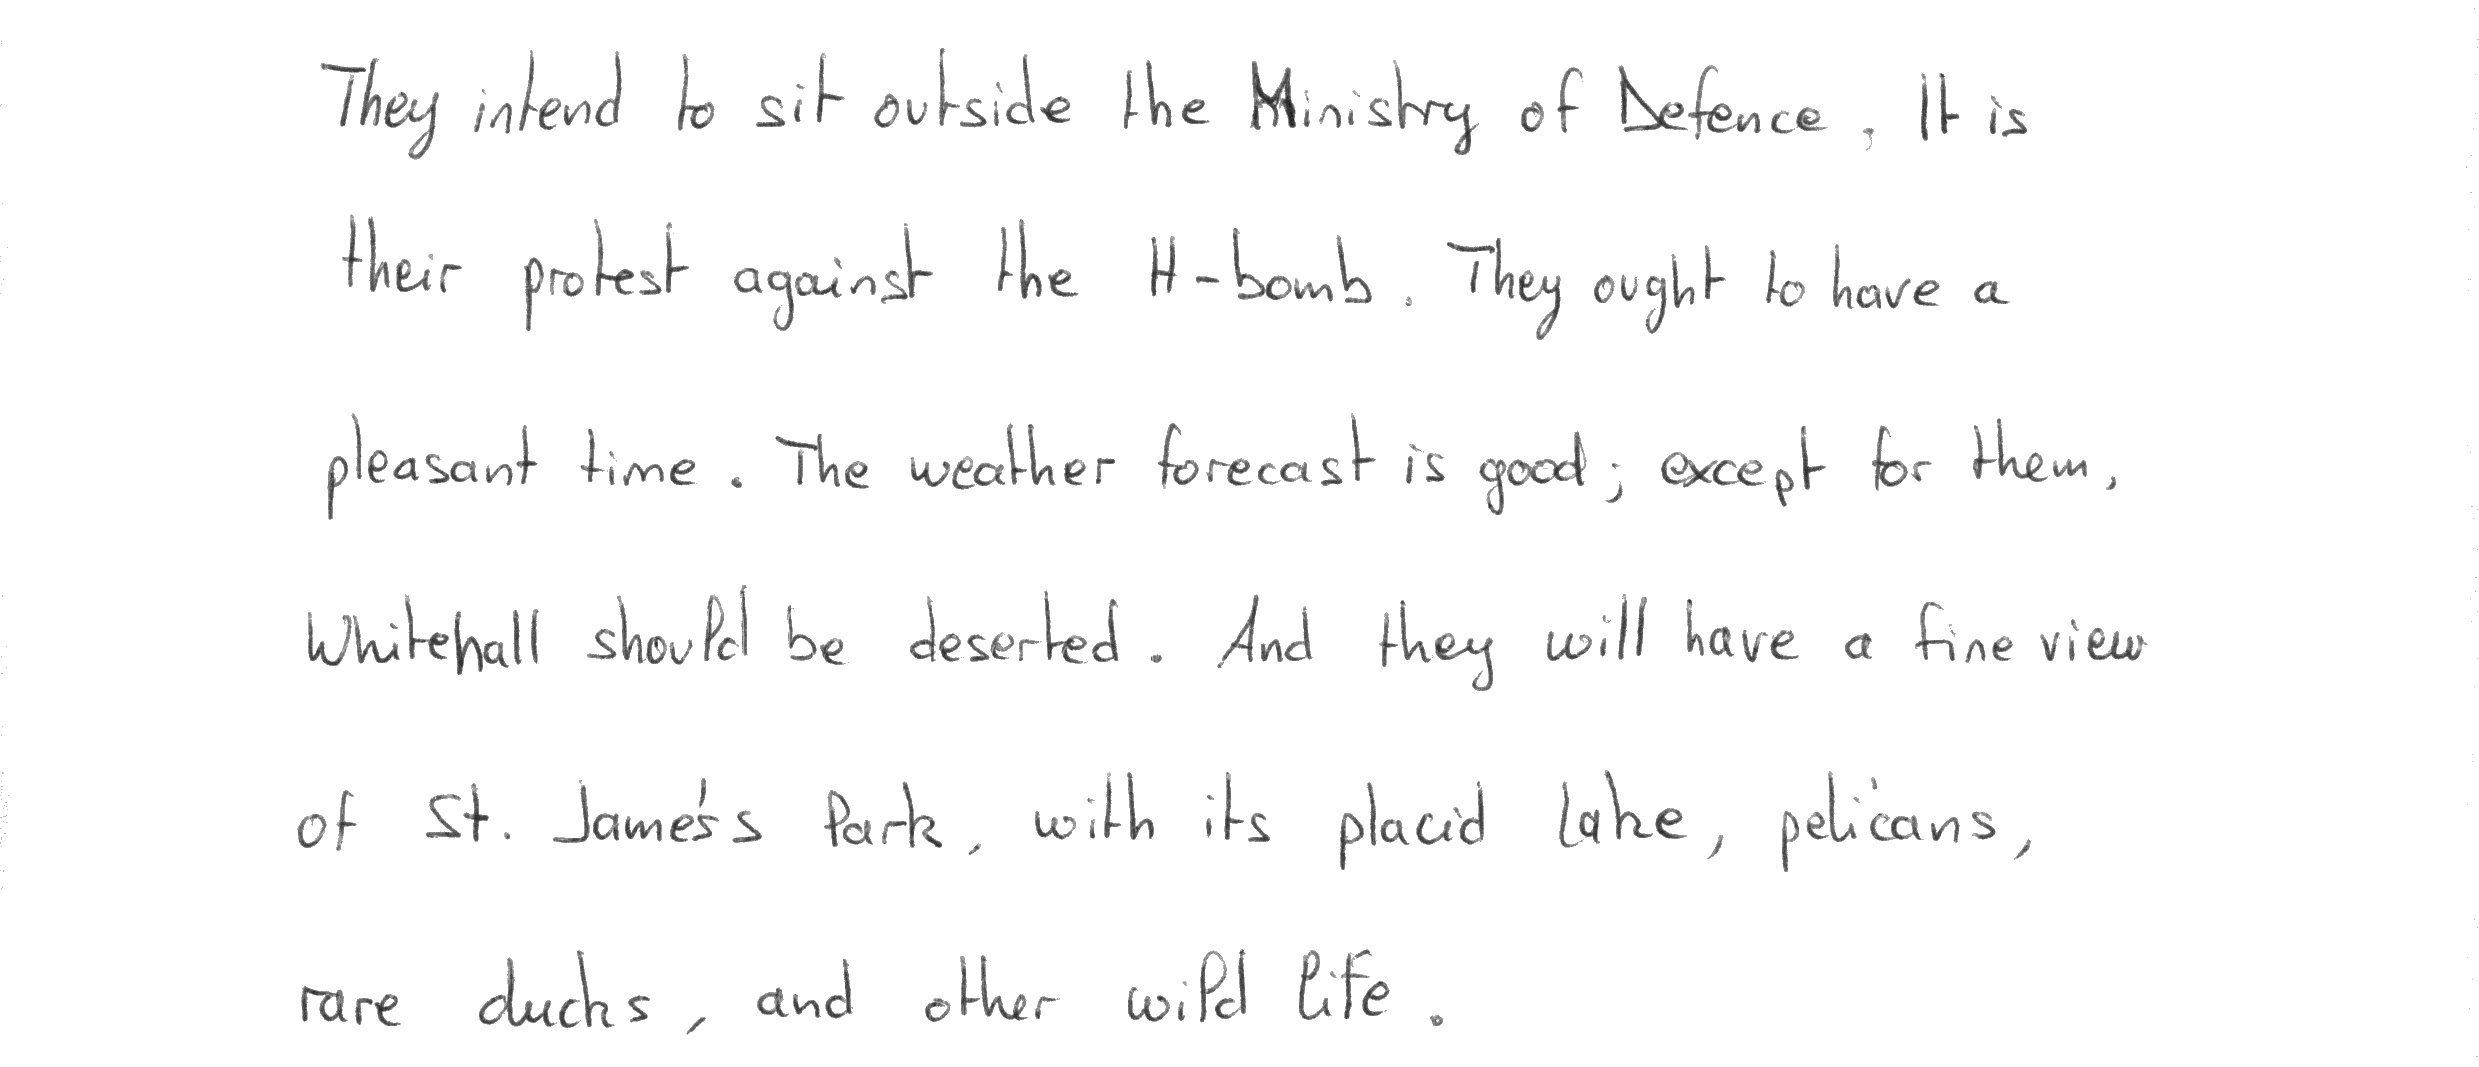 They intend to sit outside the Ministry of Defence. It is
their protest against the H-bomb. They ought to have a
pleasant time. The weather forecast is good; except for them,
Whitehall should be deserted. And they will have a fine view
of St. James's Park, with its placid lake, pelicans,
rare ducks, and other wild life.